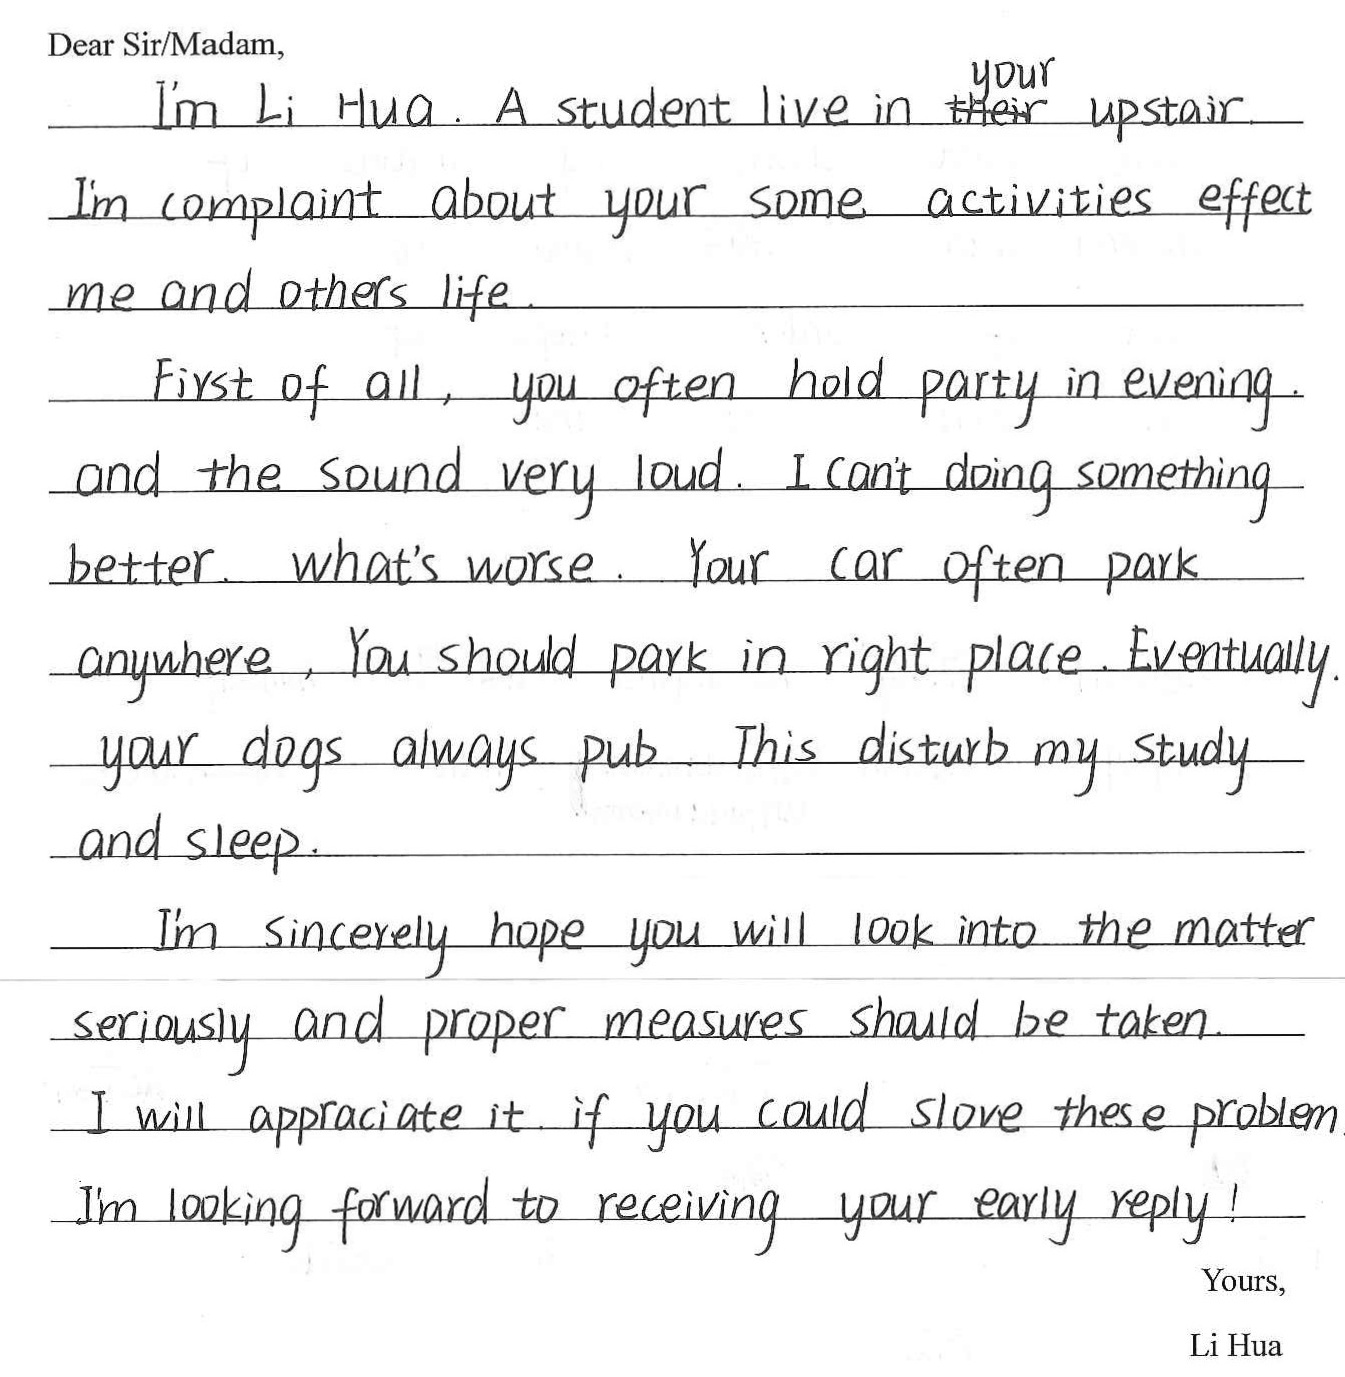 Dear Sir/Madam,
your
I'm Li Hua. A student live in their upstair.
I'm complaint about your some activities effect
me and others life.
First of all, you often hold party in evening.
and the sound very loud. I can't doing something
better. what's worse. Your car often park
anywhere, You should park in right place. Eventually.
your dogs always pub. This disturb my study
and sleep.
I'm sincerely hope you will look into the matter
seriously and proper measures should be taken.
I will appraciate it if you could slove these problem.
I'm looking forward to receiving your early reply!
Yours,
Li Hua